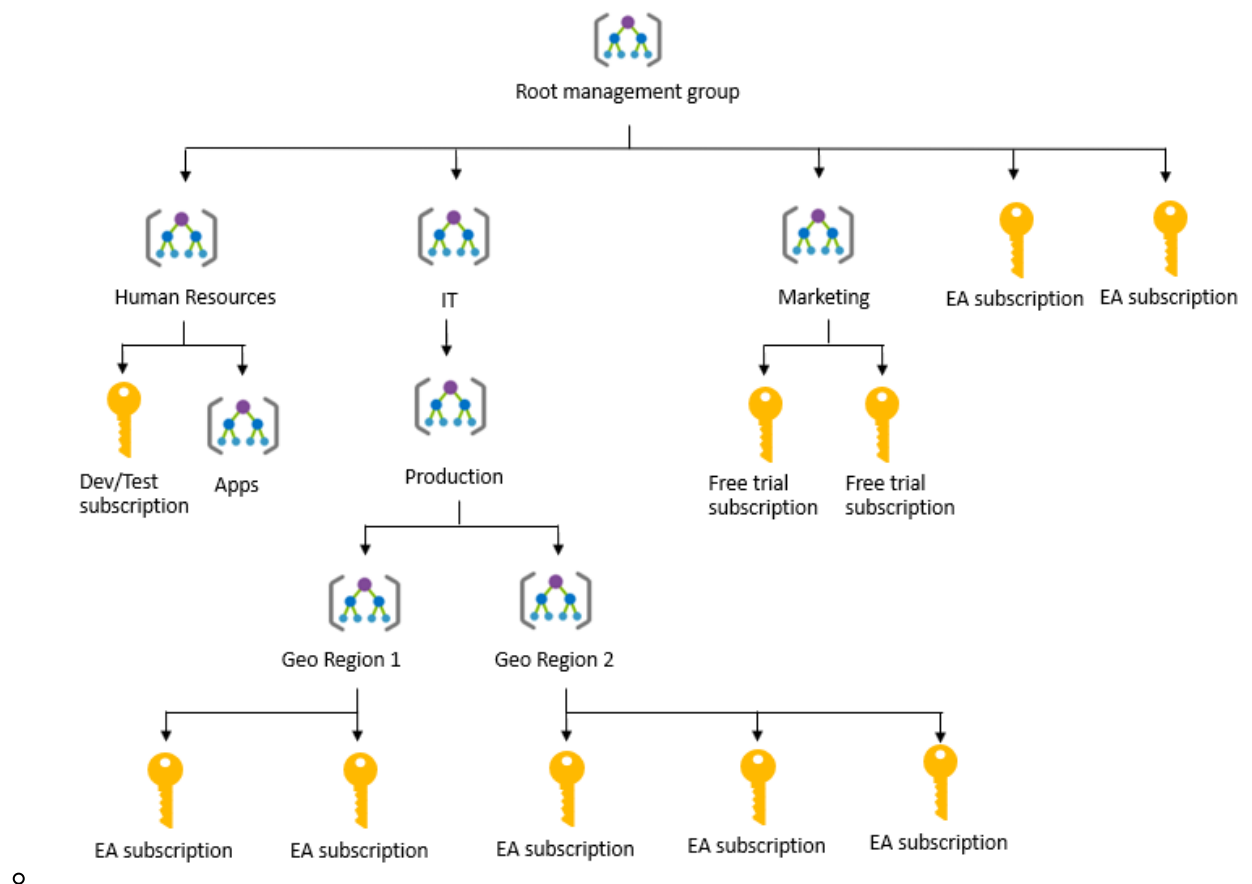 Root management group
Human Resources
IT
Marketing
EA subscription
EA subscription
Dev/Test
subscription
Apps
Production
Free trial
subscription
Free trial
subscription
Geo Region 1
Geo Region 2
EA subscription
EA subscription
EA subscription
EA subscription
EA subscription